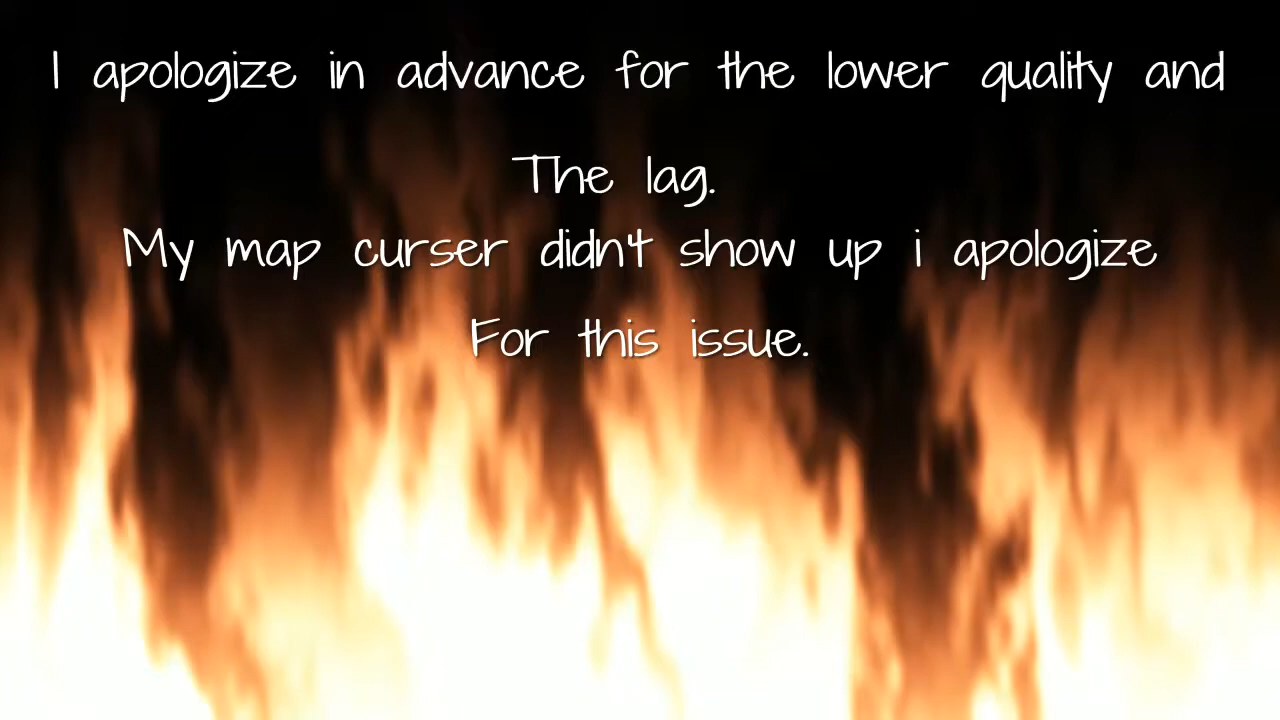 I apologize in advance for the lower quality and
The lag.
My map curser didn't show up i apologize
For this issue.